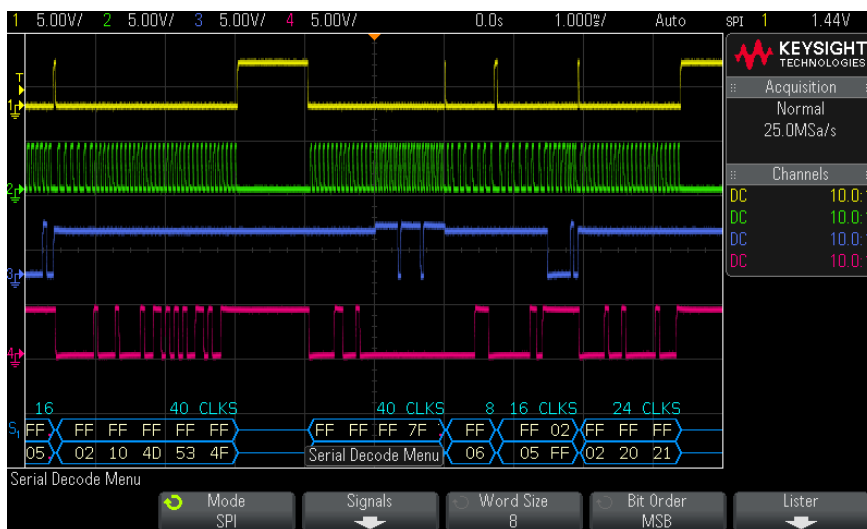 1 5.00V/ 2 5.00V/ 3 5.00V/ 4 5.00V/ 0.0s 1.000ms/ Auto SPI 1 1.44V
KEYSIGHT
TECHNOLOGIES
Acquisition
Normal
25.0MSa/s
Channels
DC 10.0:
DC 10.0:
DC 10.0:
DC 10.0:
T
1
2
3
4
16 40 CLKS 40 CLKS 8 16 CLKS 24 CLKS
S1 FF FF FF FF FF FF FF FF FF 7F FF FF 02 FF FF FF
05 02 10 4D 53 4F Serial Decode Menu 06 05 FF 02 20 21
Serial Decode Menu
Mode Signals Word Size Bit Order Lister
SPI 8 MSB